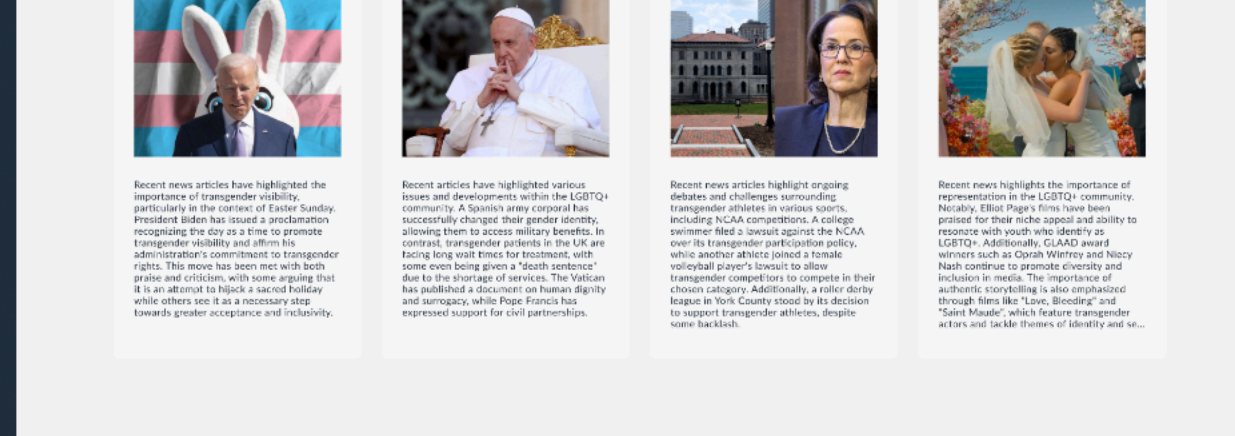 Recent news articles have highlighted the
importance of transgender visibility,
particularly in the context of Easter Sunday.
President Biden has issued a proclamation
recognizing the day as a time to promote
transgender visibility and affirm his
administration's commitment to transgender
rights. This move has been met with both
praise and criticism, with some arguing that
it is an attempt to hijack a sacred holiday
while others see it as a necessary step
towards greater acceptance and inclusivity.
Recent articles have highlighted various
issues and developments within the LGBTQ+
community. A Spanish army corporal has
successfully changed their gender identity,
allowing them to access military benefits. In
contrast, transgender patients in the UK are
facing long wait times for treatment, with
some even being given a "death sentence"
due to the shortage of services. The Vatican
has published a document on human dignity
and surrogacy, while Pope Francis has
expressed support for civil partnerships.
Recent news articles highlight ongoing
debates and challenges surrounding
transgender athletes in various sports,
including NCAA competitions. A college
swimmer filed a lawsuit against the NCAA
over its transgender participation policy,
while another athlete joined a female
volleyball player's lawsuit to allow
transgender competitors to compete in their
chosen category. Additionally, a roller derby
league in York County stood by its decision
to support transgender athletes, despite
some backlash.
Recent news highlights the importance of
representation in the LGBTQ+ community.
Notably, Elliot Page's films have been
praised for their niche appeal and ability to
resonate with youth who identify as
LGBTQ+. Additionally, GLAAD award
winners such as Oprah Winfrey and Niecy
Nash continue to promote diversity and
inclusion in media. The importance of
authentic storytelling is also emphasized
through films like "Love, Bleeding" and
"Saint Maude", which feature transgender
actors and tackle themes of identity and se...